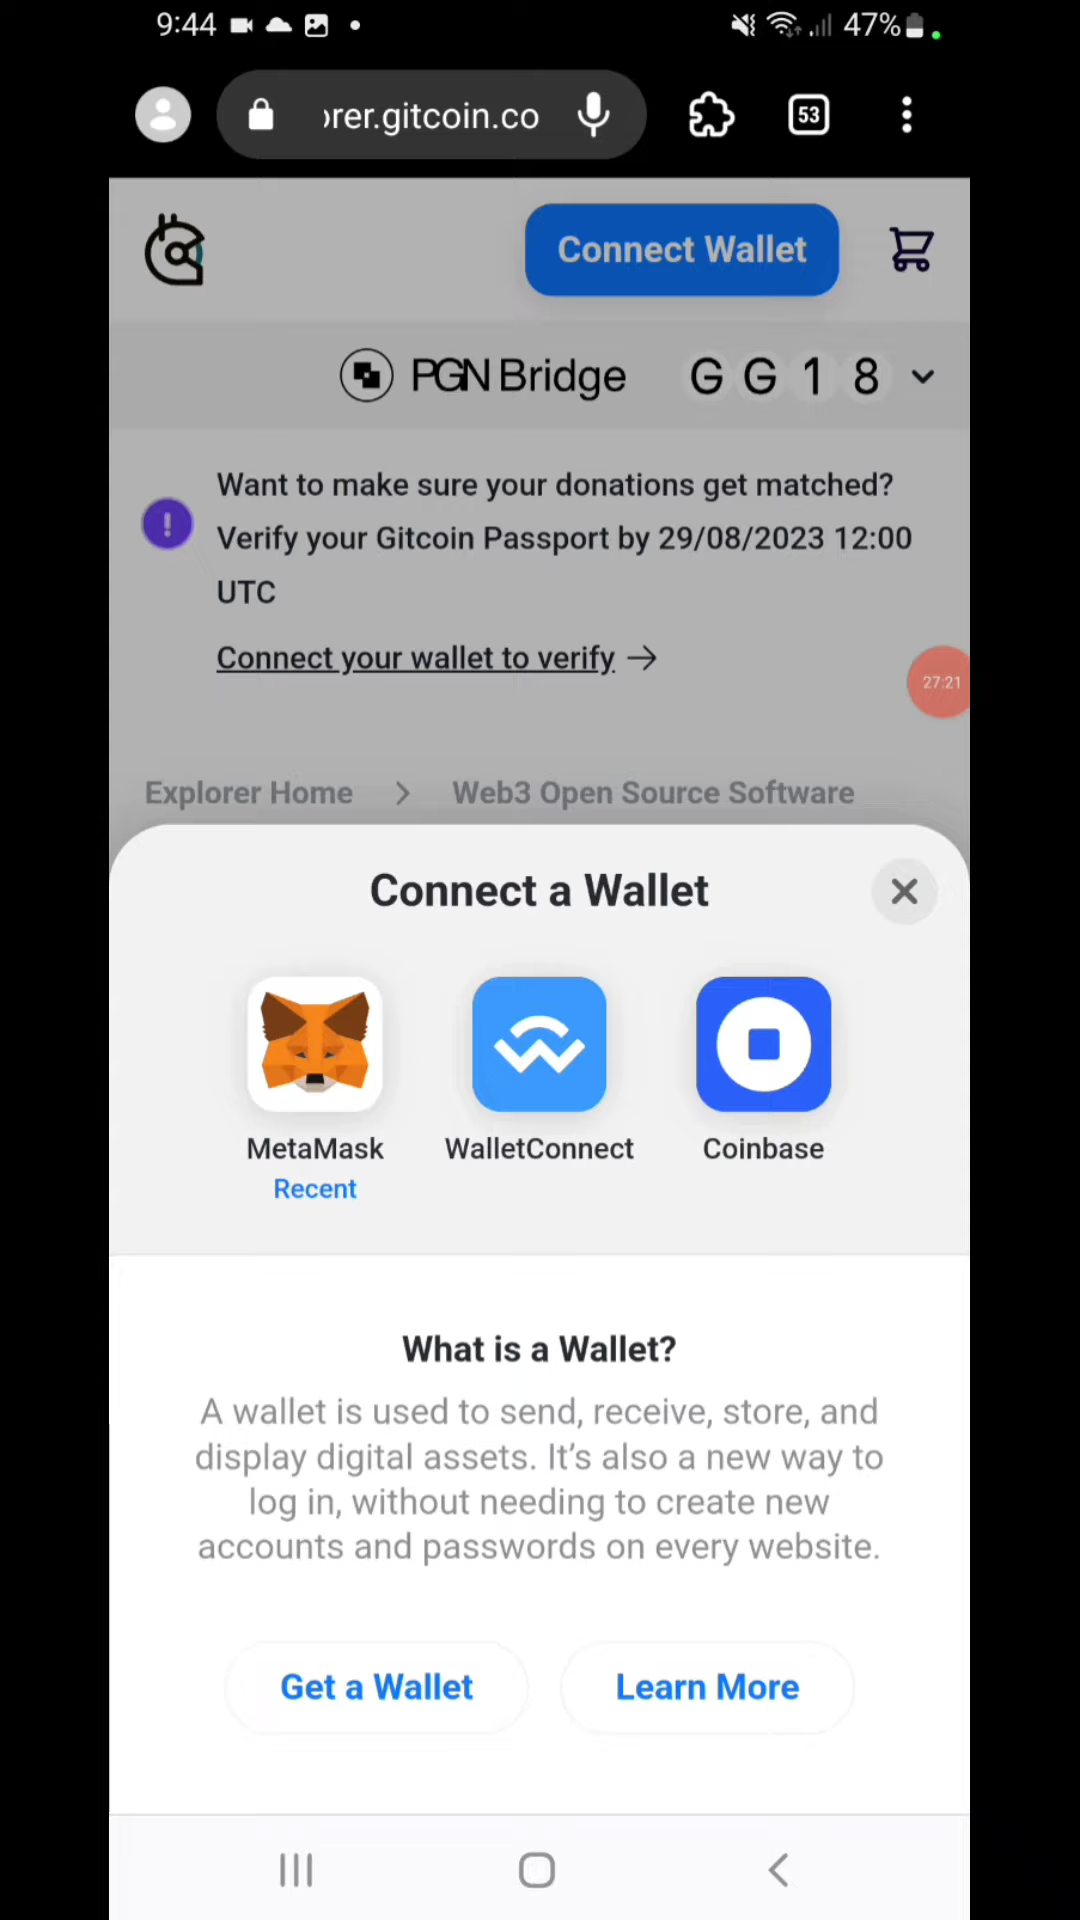 9:44
47%
orer.gitcoin.co
53
Connect Wallet
PGN Bridge
G G 1 8
Want to make sure your donations get matched?
Verify your Gitcoin Passport by 29/08/2023 12:00
UTC
Connect your wallet to verify →
27:21
Explorer Home > Web3 Open Source Software
Connect a Wallet
MetaMask
Recent
WalletConnect
Coinbase
What is a Wallet?
A wallet is used to send, receive, store, and
display digital assets. It’s also a new way to
log in, without needing to create new
accounts and passwords on every website.
Get a Wallet
Learn More